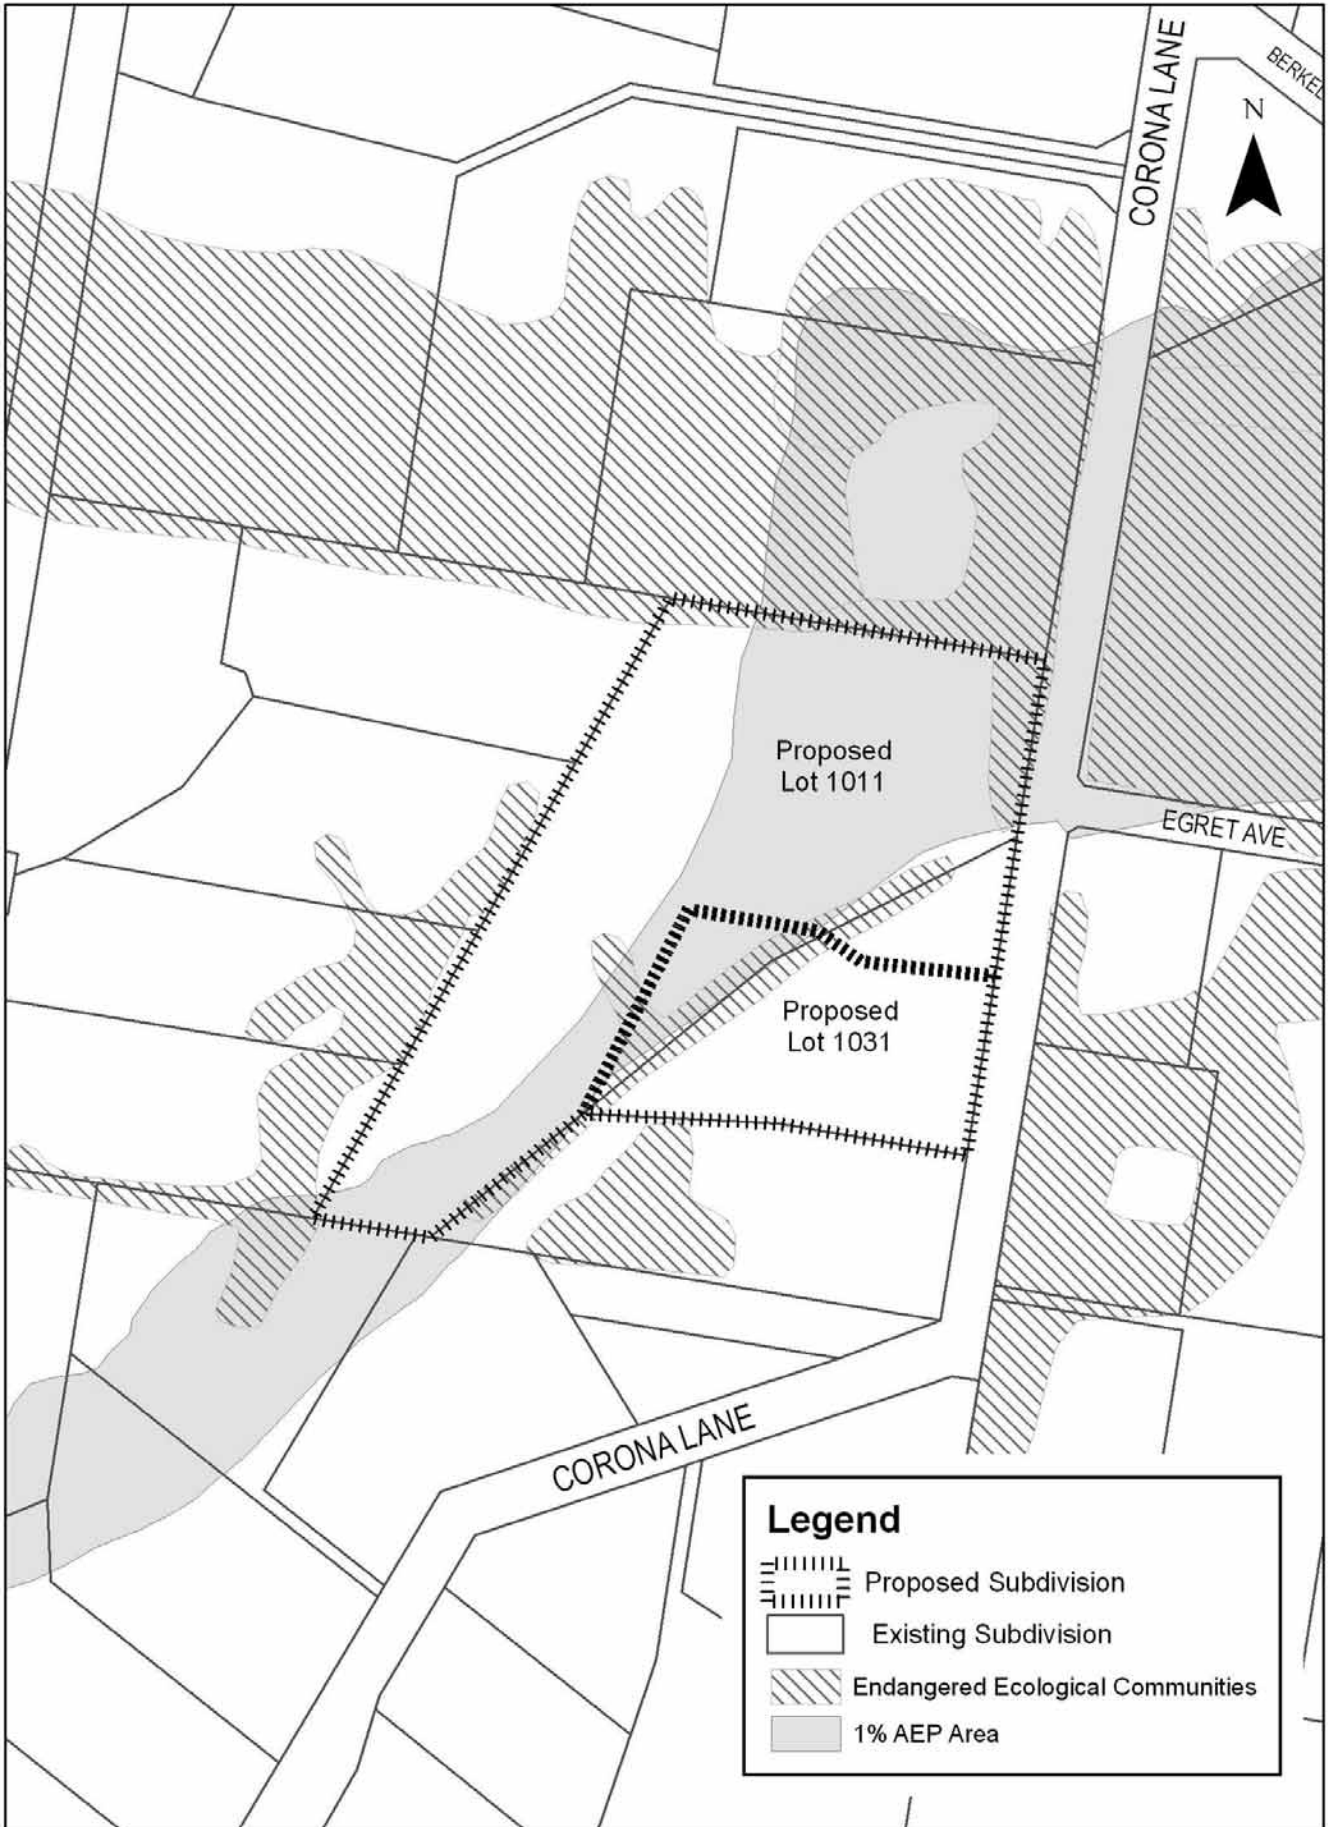 CORONA LANE
BERKEL
N
Proposed
Lot 1011
EGRET AVE
Proposed
Lot 1031
CORONA LANE
Legend
Proposed Subdivision
Existing Subdivision
Endangered Ecological Communities
1% AEP Area